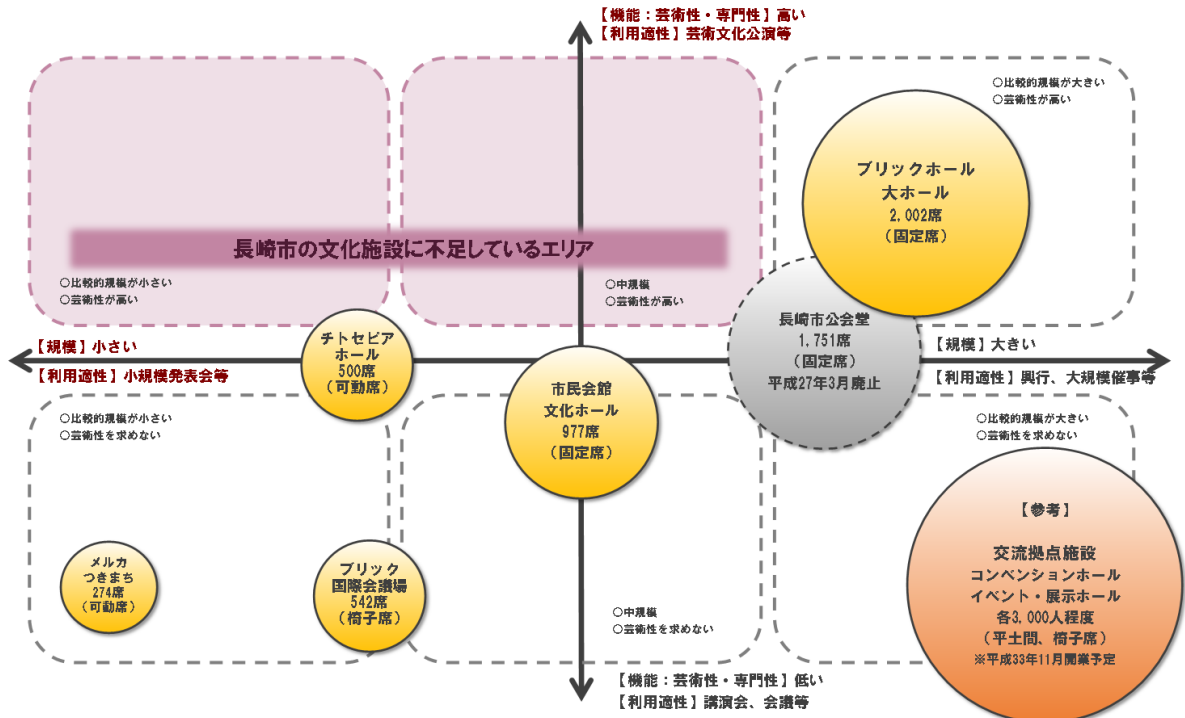 【機能：芸術性・専門性】高い
【利用適性】芸術文化公演等
○比較的規模が大きい
○芸術性が高い
ブリックホール
大ホール
2,002席
（固定席）
長崎市の文化施設に不足しているエリア
○比較的規模が小さい
○芸術性が高い
○中規模
○芸術性が高い
長崎市公会堂
1,751席
（固定席）
平成27年3月廃止
チトセピア
ホール
500席
（可動席）
【規模】小さい
【利用適性】小規模発表会等
【規模】大きい
【利用適性】興行、大規模催事等
市民会館
文化ホール
977席
（固定席）
○比較的規模が小さい
○芸術性を求めない
○比較的規模が大きい
○芸術性を求めない
【参考】
交流拠点施設
コンベンションホール
イベント・展示ホール
各3,000人程度
（平土間、椅子席）
※平成33年11月開業予定
メルカ
つきまち
274席
（可動席）
ブリック
国際会議場
542席
（椅子席）
○中規模
○芸術性を求めない
【機能：芸術性・専門性】低い
【利用適性】講演会、会議等